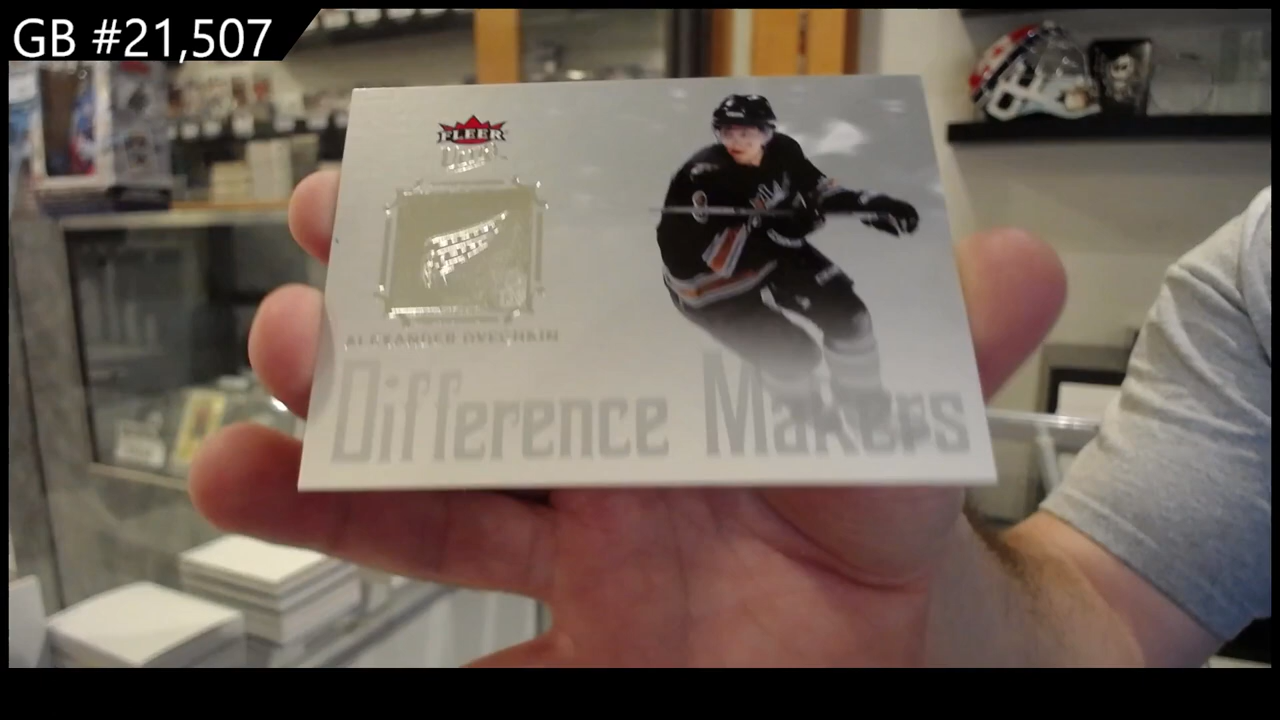 GB #21,507
FLEER
Ultra
ALEXANDER OVECHKIN
Difference Makers